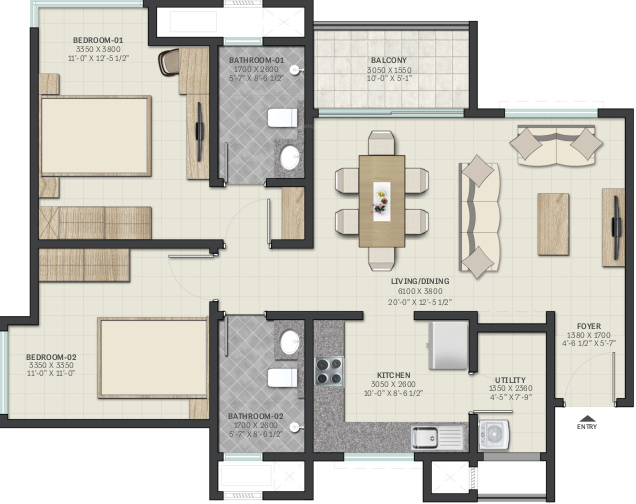 BEDROOM-01
3350 X 3800
11'-0" X 12'-5 1/2"
BATHROOM-01
1700 X 2600
5'-7" X 8'-6 1/2"
BALCONY
3050 X 1550
10'-0" X 5'-1"
LIVING/DINING
6100 X 3800
20'-0" X 12'-5 1/2"
FOYER
1380 X 1700
4'-6 1/2" X 5'-7"
BEDROOM-02
3350 X 3350
11'-0" X 11'-0"
KITCHEN
3050 X 2600
10'-0" X 8'-6 1/2"
UTILITY
1350 X 2360
4'-5" X 7'-9"
BATHROOM-02
1700 X 2600
5'-7" X 8'-6 1/2"
ENTRY